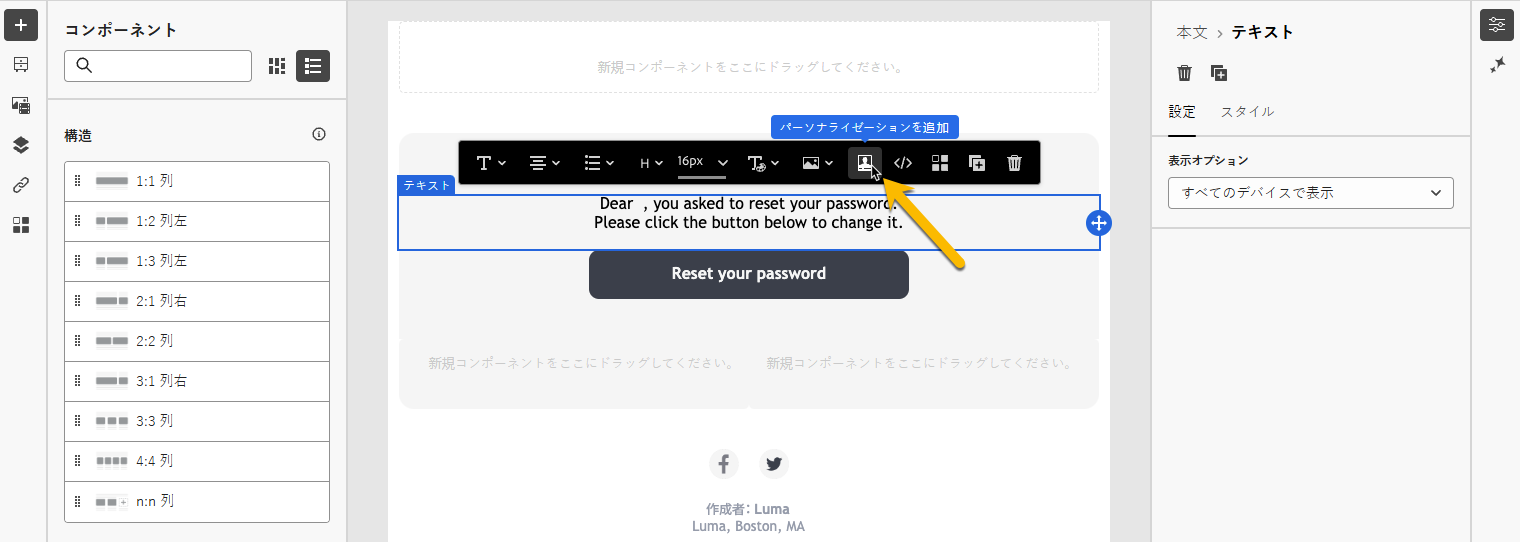 コンポーネント
構造
1:1 列
1:2 列左
1:3 列左
2:1 列右
2:2 列
3:1 列右
3:3 列
4:4 列
n:n 列
新規コンポーネントをここにドラッグしてください。
パーソナライゼーションを追加
H
16px
テキスト
Dear , you asked to reset your password.
Please click the button below to change it.
Reset your password
新規コンポーネントをここにドラッグしてください。
新規コンポーネントをここにドラッグしてください。
作成者: Luma
Luma, Boston, MA
本文 › テキスト
設定 スタイル
表示オプション
すべてのデバイスで表示